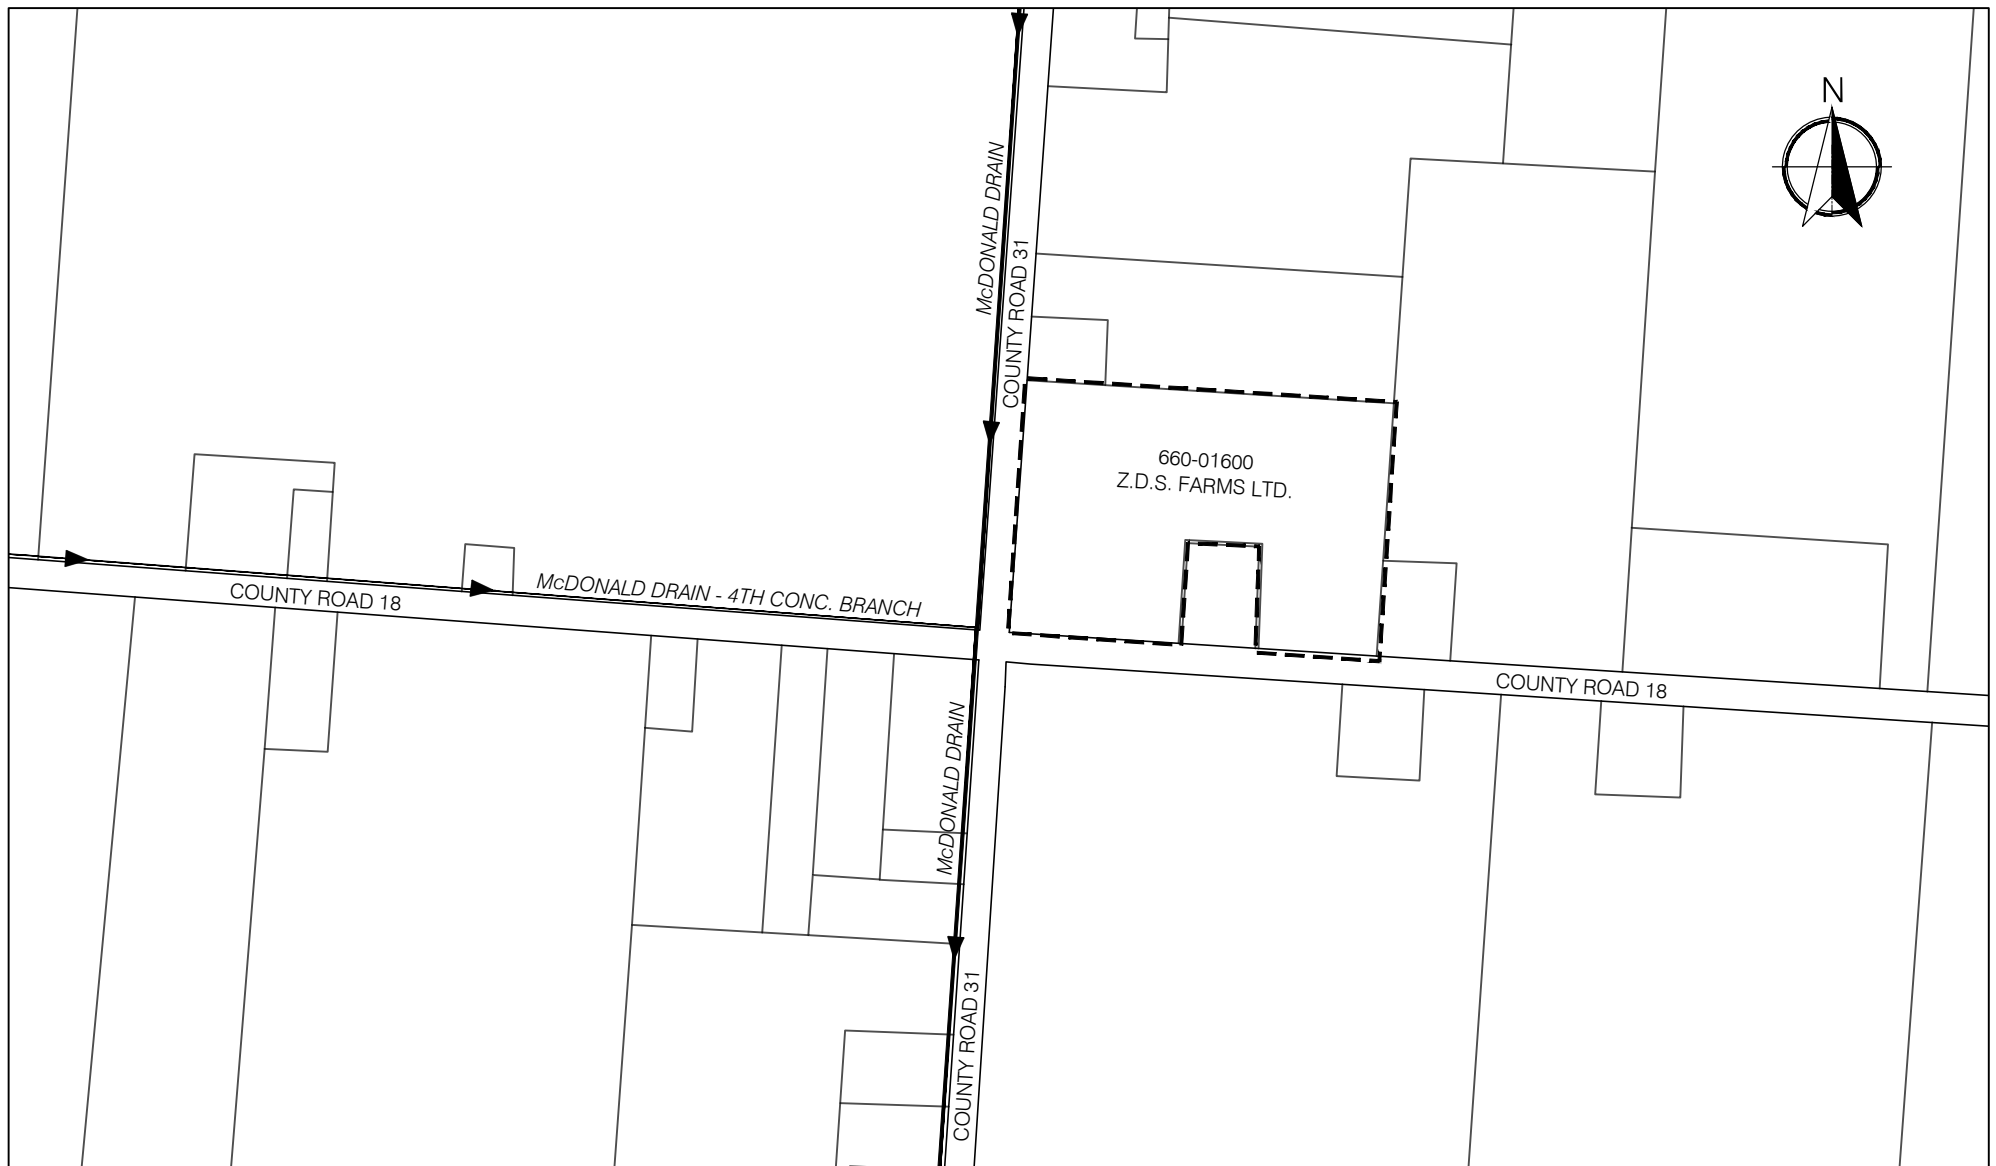 N
McDONALD DRAIN
COUNTY ROAD 31
660-01600
Z.D.S. FARMS LTD.
McDONALD DRAIN - 4TH CONC. BRANCH
COUNTY ROAD 18
COUNTY ROAD 18
McDONALD DRAIN
COUNTY ROAD 31